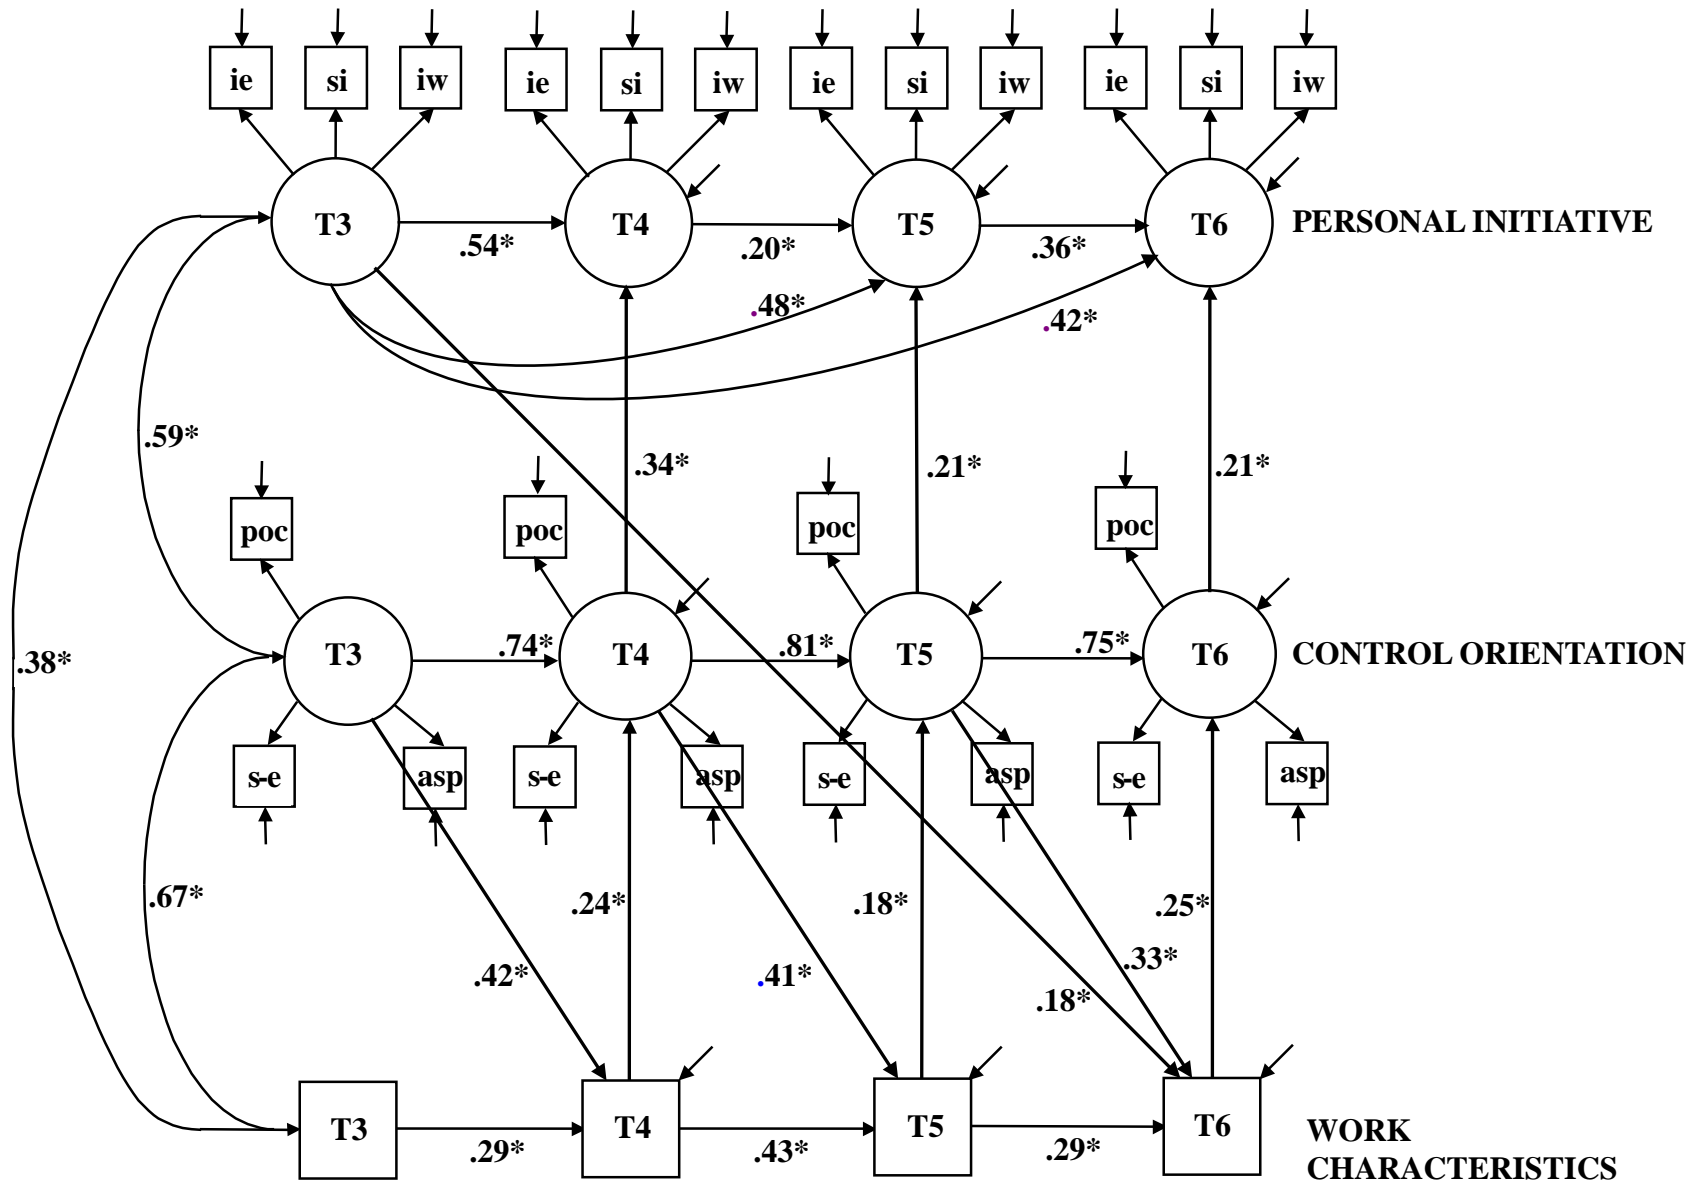 ie
si
iw
ie
si
iw
ie
si
iw
ie
si
iw
T3
T4
T5
T6
PERSONAL INITIATIVE
.54*
.20*
.36*
.48*
.42*
.59*
.34*
.21*
.21*
poc
poc
poc
poc
T3
.74*
T4
.81*
T5
.75*
T6
CONTROL ORIENTATION
.38*
s-e
asp
s-e
asp
s-e
asp
s-e
asp
.67*
.24*
.18*
.25*
.42*
.41*
.33*
.18*
T3
T4
T5
T6
WORK
CHARACTERISTICS
.29*
.43*
.29*